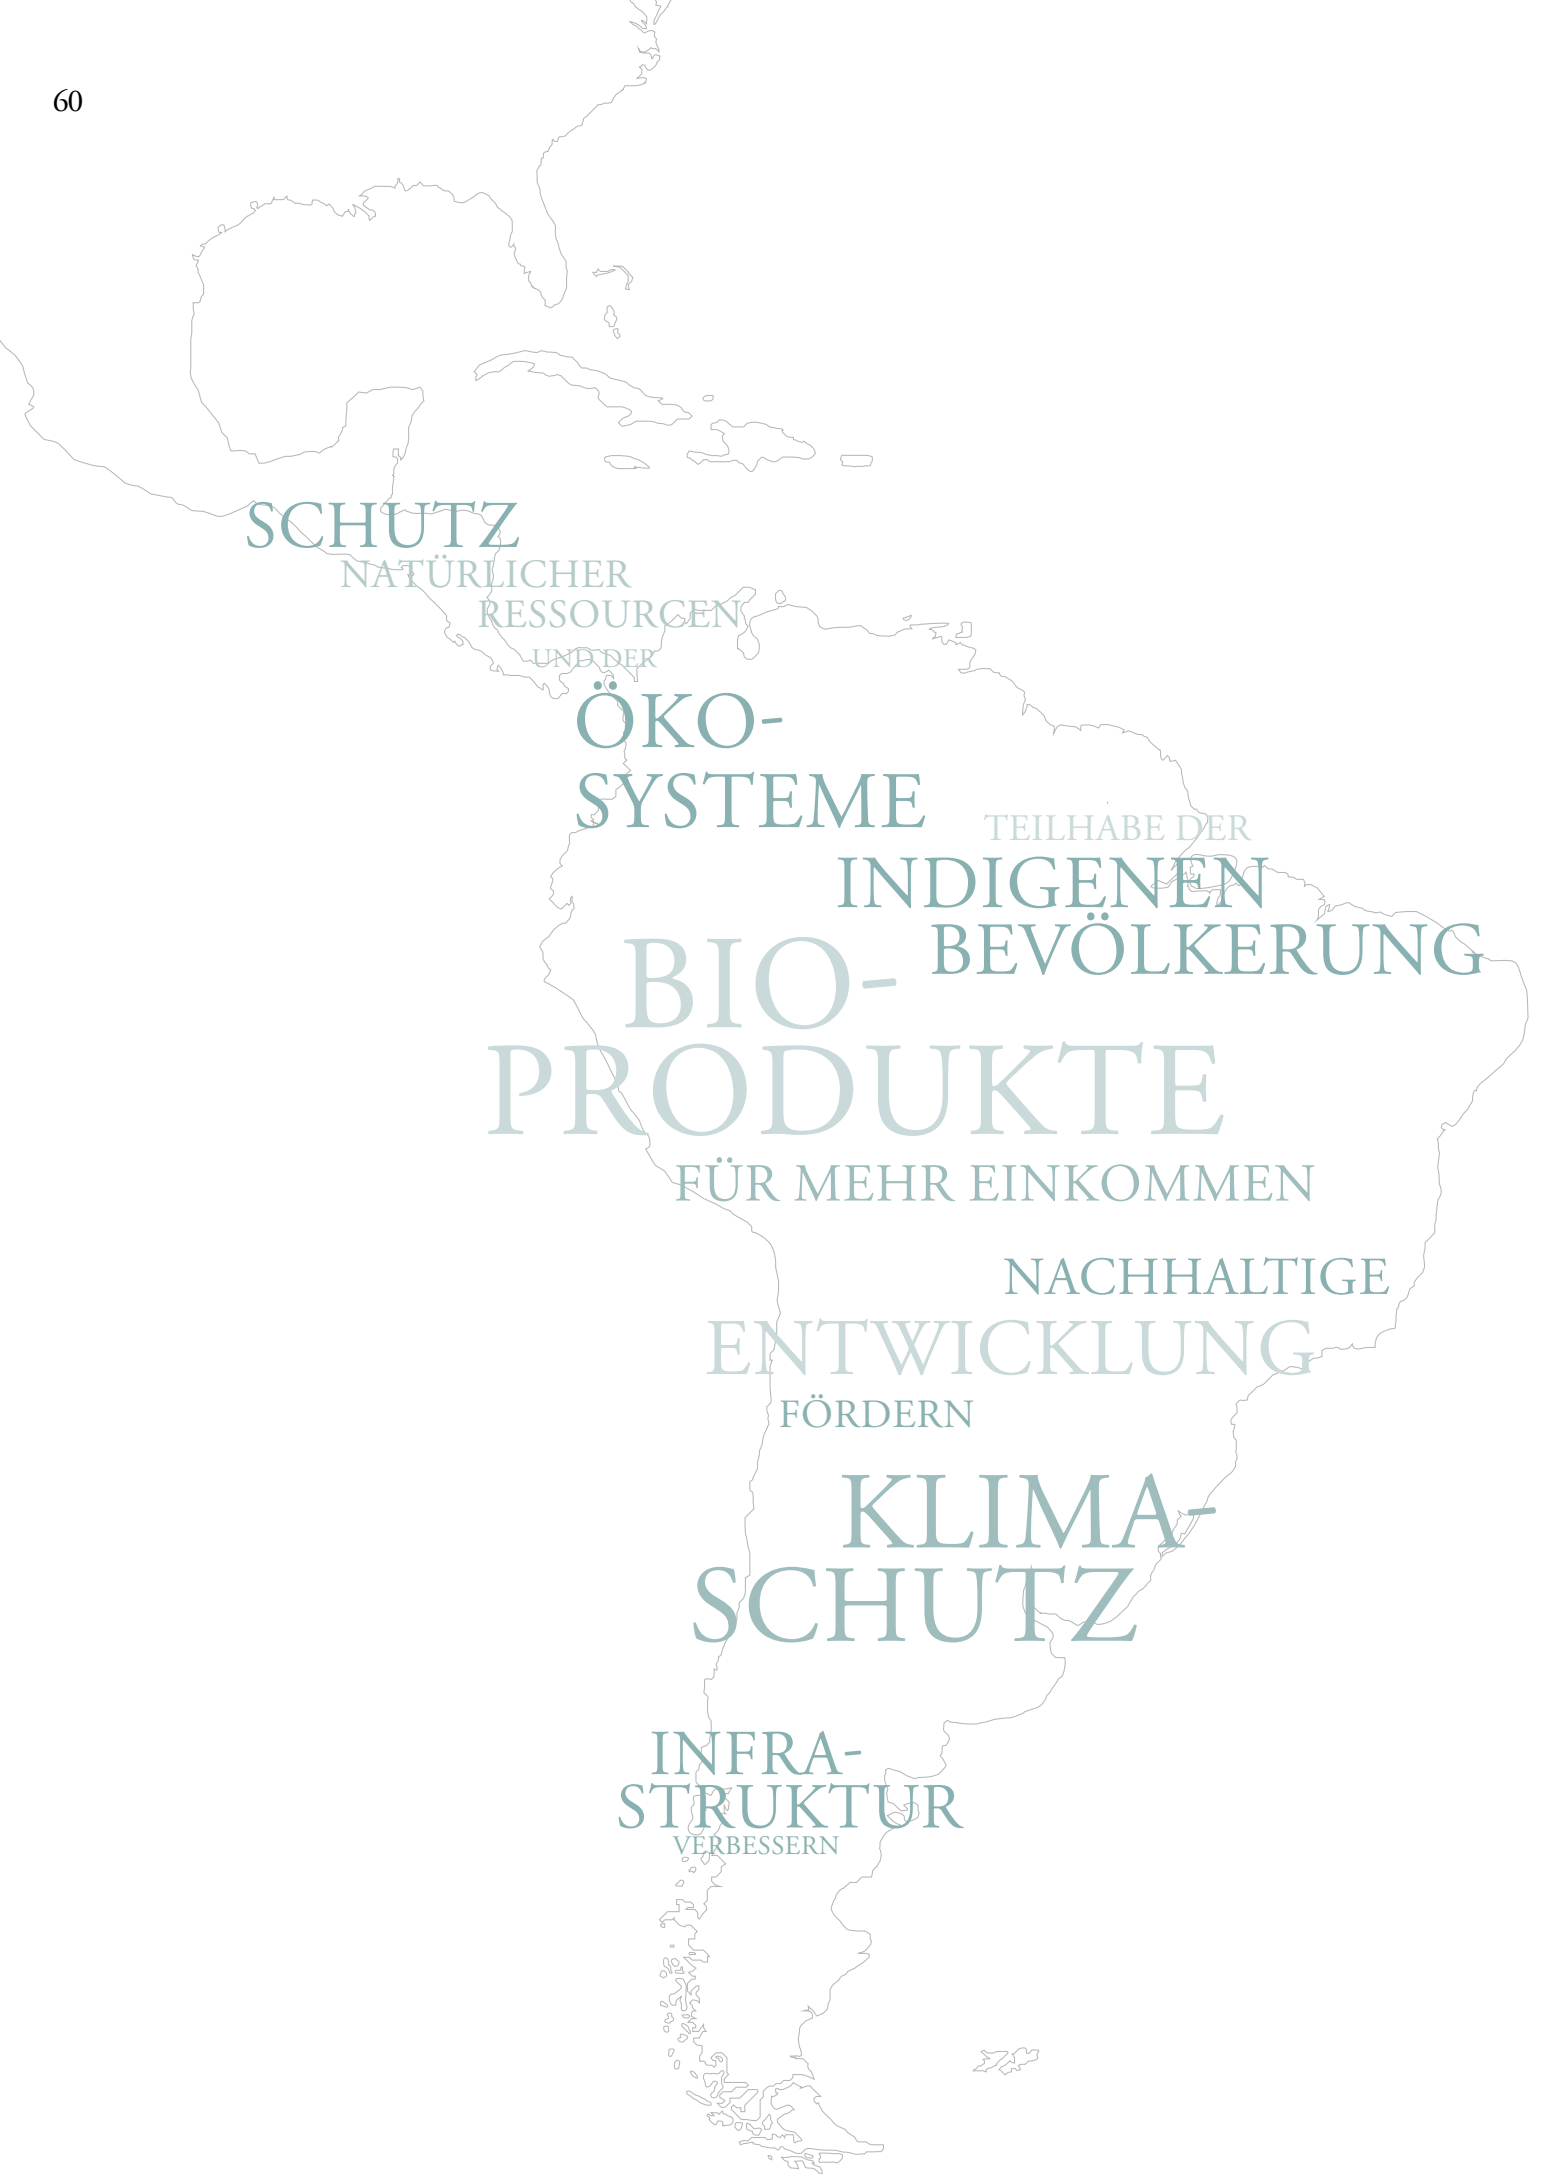 60
SCHUTZ
NATÜRLICHER
RESSOURCEN
UND DER
ÖKO-
SYSTEME
TEILHABE DER
INDIGENEN
BEVÖLKERUNG
BIO-
PRODUKTE
FÜR MEHR EINKOMMEN
NACHHALTIGE
ENTWICKLUNG
FÖRDERN
KLIMA-
SCHUTZ
INFRA-
STRUKTUR
VERBESSERN